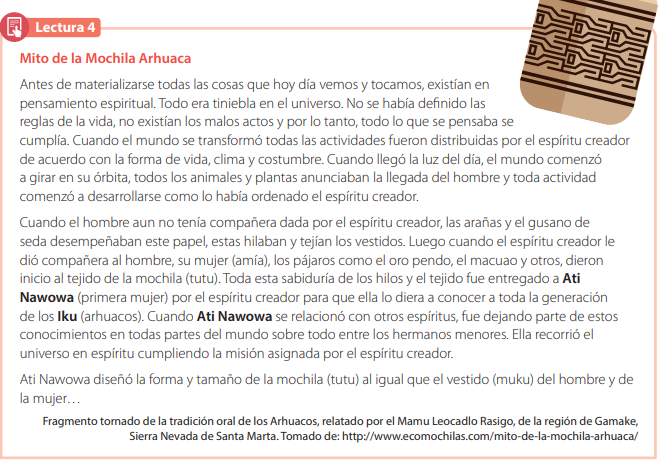 Lectura 4
Mito de la Mochila Arhuaca
Antes de materializarse todas las cosas que hoy día vemos y tocamos, existían en
pensamiento espiritual. Todo era tiniebla en el universo. No se había definido las
reglas de la vida, no existían los malos actos y por lo tanto, todo lo que se pensaba se
cumplía. Cuando el mundo se transformó todas las actividades fueron distribuidas por el espíritu creador
de acuerdo con la forma de vida, clima y costumbre. Cuando llegó la luz del día, el mundo comenzó
a girar en su órbita, todos los animales y plantas anunciaban la llegada del hombre y toda actividad
comenzó a desarrollarse como lo había ordenado el espíritu creador.
Cuando el hombre aun no tenía compañera dada por el espíritu creador, las arañas y el gusano de
seda desempeñaban este papel, estas hilaban y tejían los vestidos. Luego cuando el espíritu creador le
dió compañera al hombre, su mujer (amía), los pájaros como el oro pendo, el macuao y otros, dieron
inicio al tejido de la mochila (tutu). Toda esta sabiduría de los hilos y el tejido fue entregado a Ati
Nawowa (primera mujer) por el espíritu creador para que ella lo diera a conocer a toda la generación
de los Iku (arhuacos). Cuando Ati Nawowa se relacionó con otros espíritus, fue dejando parte de estos
conocimientos en todas partes del mundo sobre todo entre los hermanos menores. Ella recorrió el
universo en espíritu cumpliendo la misión asignada por el espíritu creador.
Ati Nawowa diseñó la forma y tamaño de la mochila (tutu) al igual que el vestido (muku) del hombre y de
la mujer…
Fragmento tornado de la tradición oral de los Arhuacos, relatado por el Mamu Leocadlo Rasigo, de la región de Gamake,
Sierra Nevada de Santa Marta. Tomado de: http://www.ecomochilas.com/mito-de-la-mochila-arhuaca/